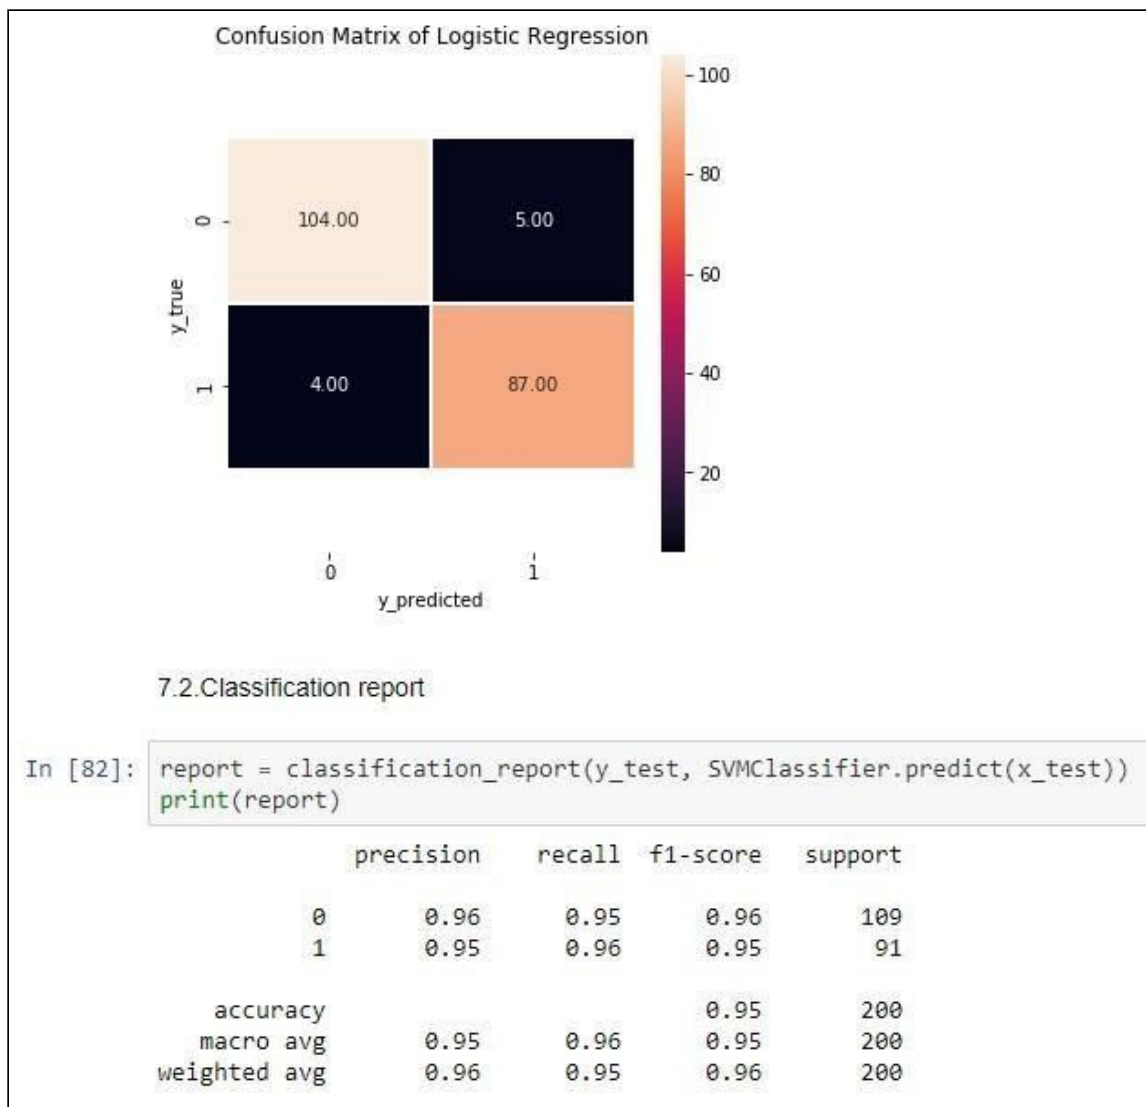 Confusion Matrix of Logistic Regression
100
80
60
40
20
0
104.00 5.00
y_true
1
4.00 87.00
0 1
y_predicted
7.2.Classification report
In [82]: report = classification_report(y_test, SVMClassifier.predict(x_test))
print(report)
precision recall f1-score support
0 0.96 0.95 0.96 109
1 0.95 0.96 0.95 91
accuracy 0.95 200
macro avg 0.95 0.96 0.95 200
weighted avg 0.96 0.95 0.96 200